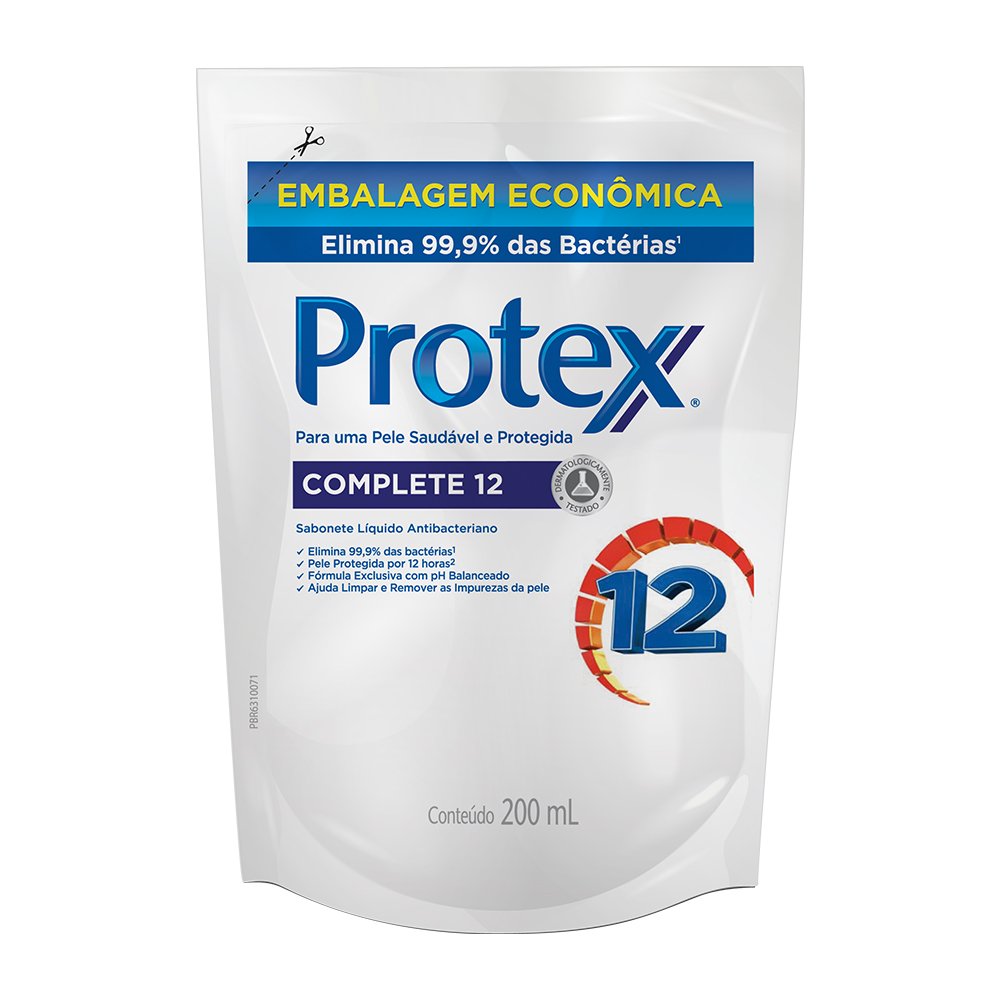 EMBALAGEM ECONÔMICA
Elimina 99,9% das Bactérias¹
Protex®
Para uma Pele Saudável e Protegida
COMPLETE 12
DERMATOLOGICAMENTE
TESTADO
Sabonete Líquido Antibacteriano
✓ Elimina 99,9% das bactérias¹
✓ Pele Protegida por 12 horas²
✓ Fórmula Exclusiva com pH Balanceado
✓ Ajuda Limpar e Remover as Impurezas da pele
12
PBR6310071
Conteúdo 200 mL